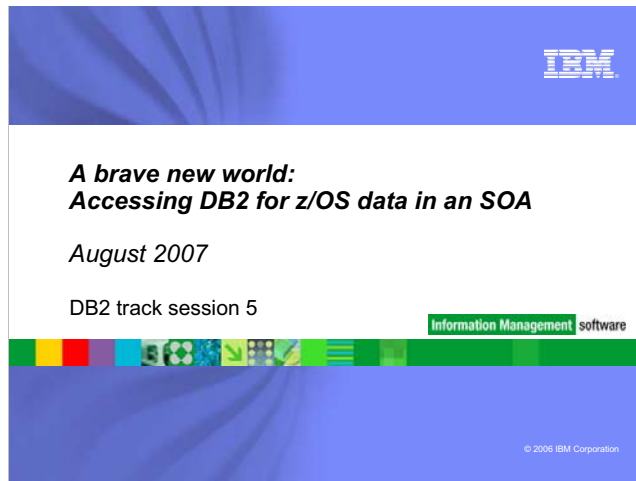 IBM.
A brave new world:
Accessing DB2 for z/OS data in an SOA
August 2007
DB2 track session 5
Information Management software
© 2006 IBM Corporation